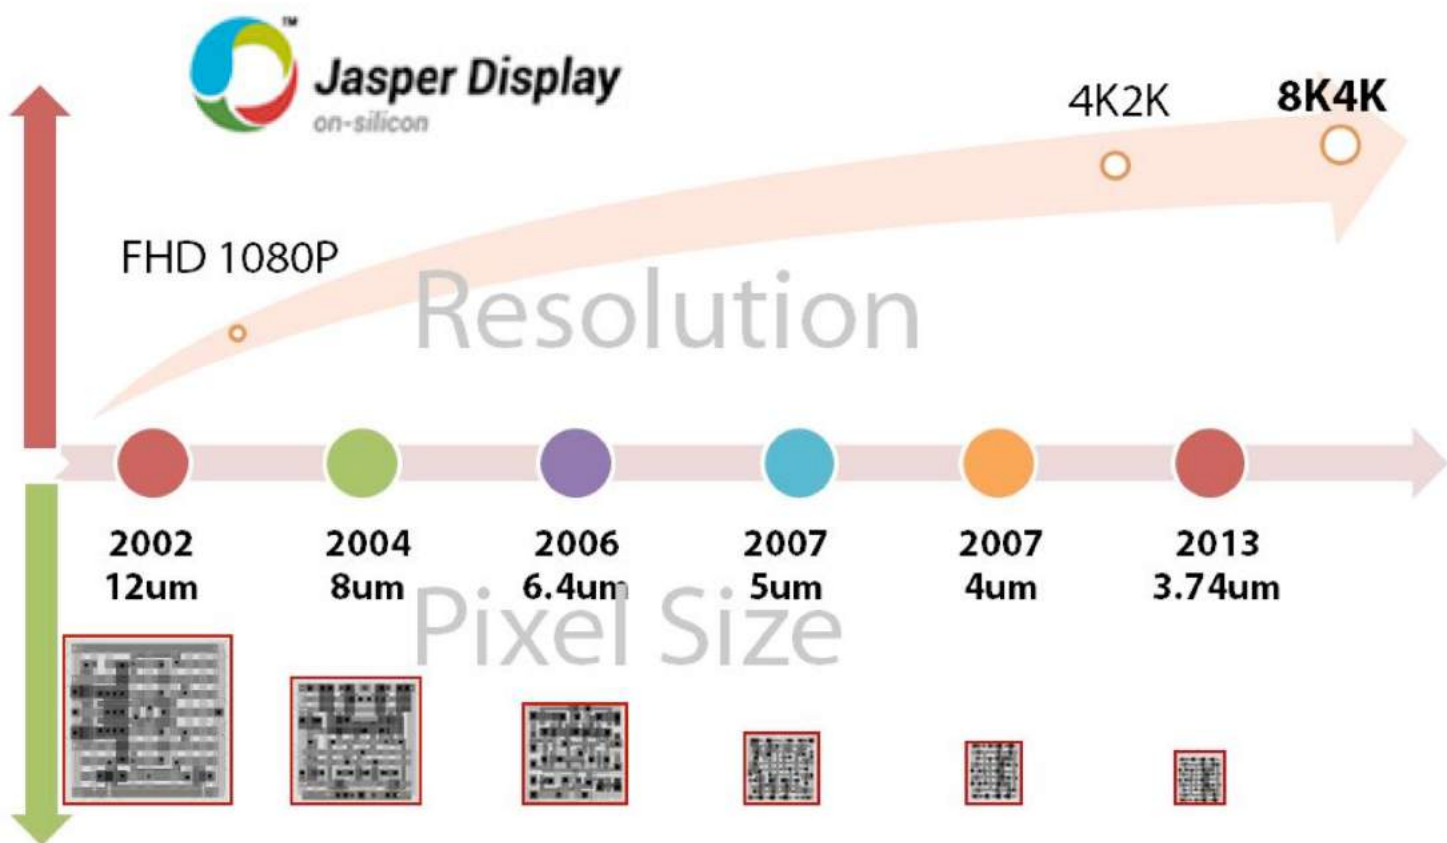 TM
Jasper Display
on-silicon
4K2K
8K4K
FHD 1080P
Resolution
2002
12um
2004
8um
2006
6.4um
2007
5um
2007
4um
2013
3.74um
Pixel Size